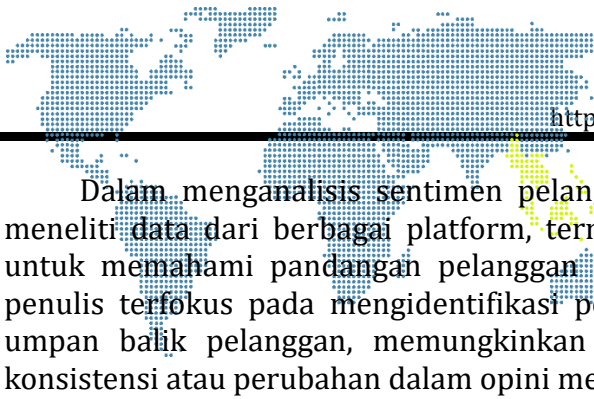 http
Dalam menganalisis sentimen pelan
meneliti data dari berbagai platform, term
untuk memahami pandangan pelanggan
penulis terfokus pada mengidentifikasi po
umpan balik pelanggan, memungkinkan
konsistensi atau perubahan dalam opini me